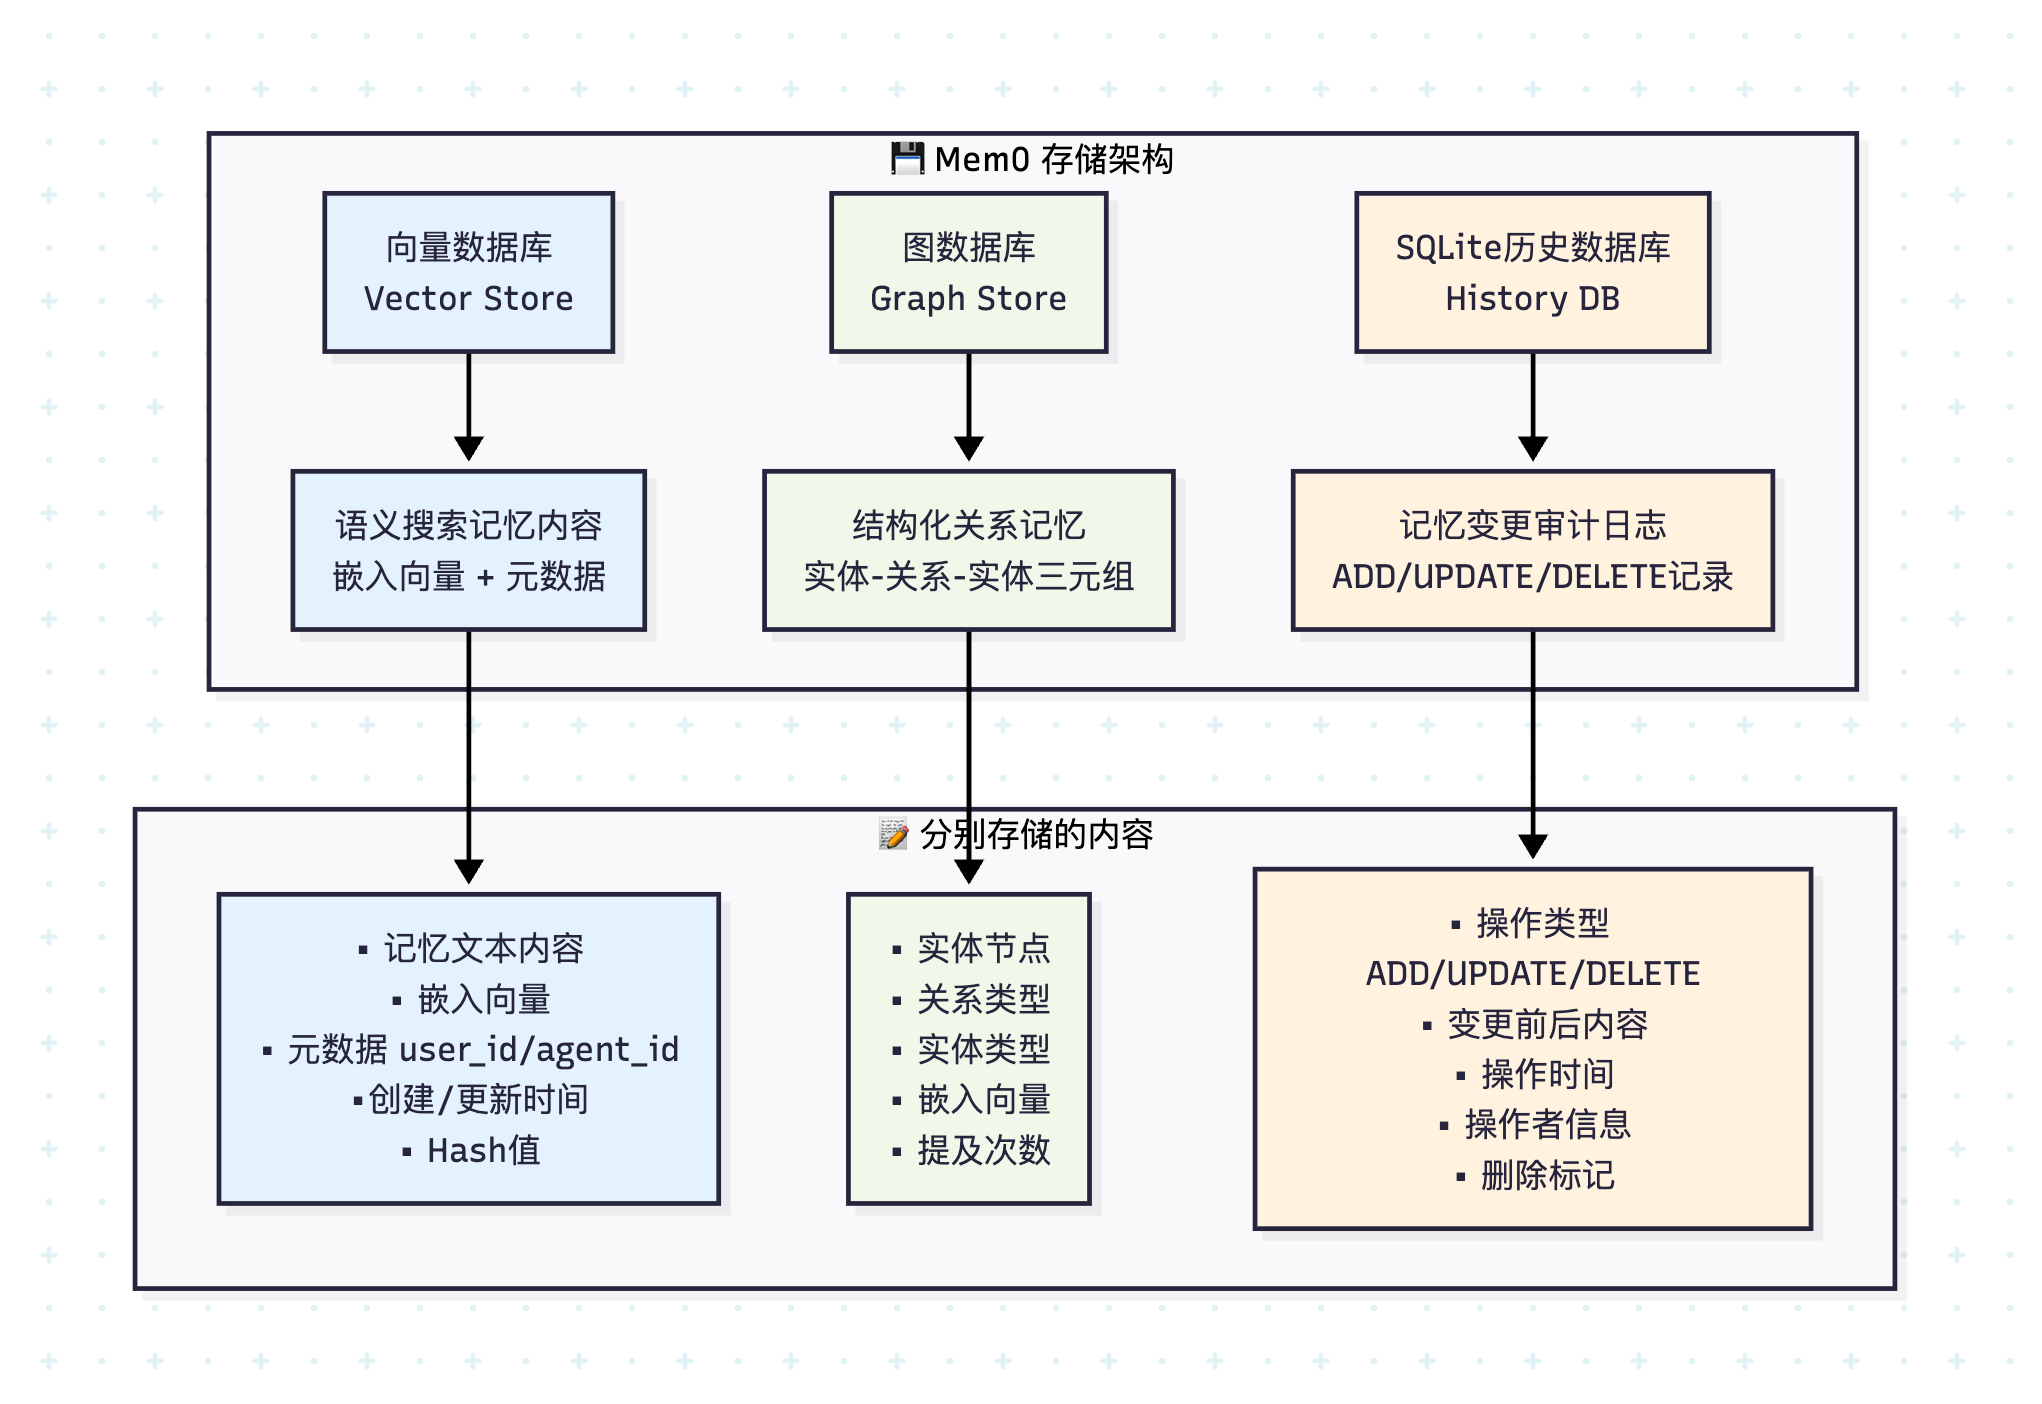 💾 Mem0 存储架构
向量数据库
Vector Store
图数据库
Graph Store
SQLite历史数据库
History DB
语义搜索记忆内容
嵌入向量 + 元数据
结构化关系记忆
实体-关系-实体三元组
记忆变更审计日志
ADD/UPDATE/DELETE记录
📝 分别存储的内容
▪ 记忆文本内容
▪ 嵌入向量
▪ 元数据 user_id/agent_id
▪创建/更新时间
▪ Hash值
▪ 实体节点
▪ 关系类型
▪ 实体类型
▪ 嵌入向量
▪ 提及次数
▪ 操作类型
ADD/UPDATE/DELETE
▪ 变更前后内容
▪ 操作时间
▪ 操作者信息
▪ 删除标记